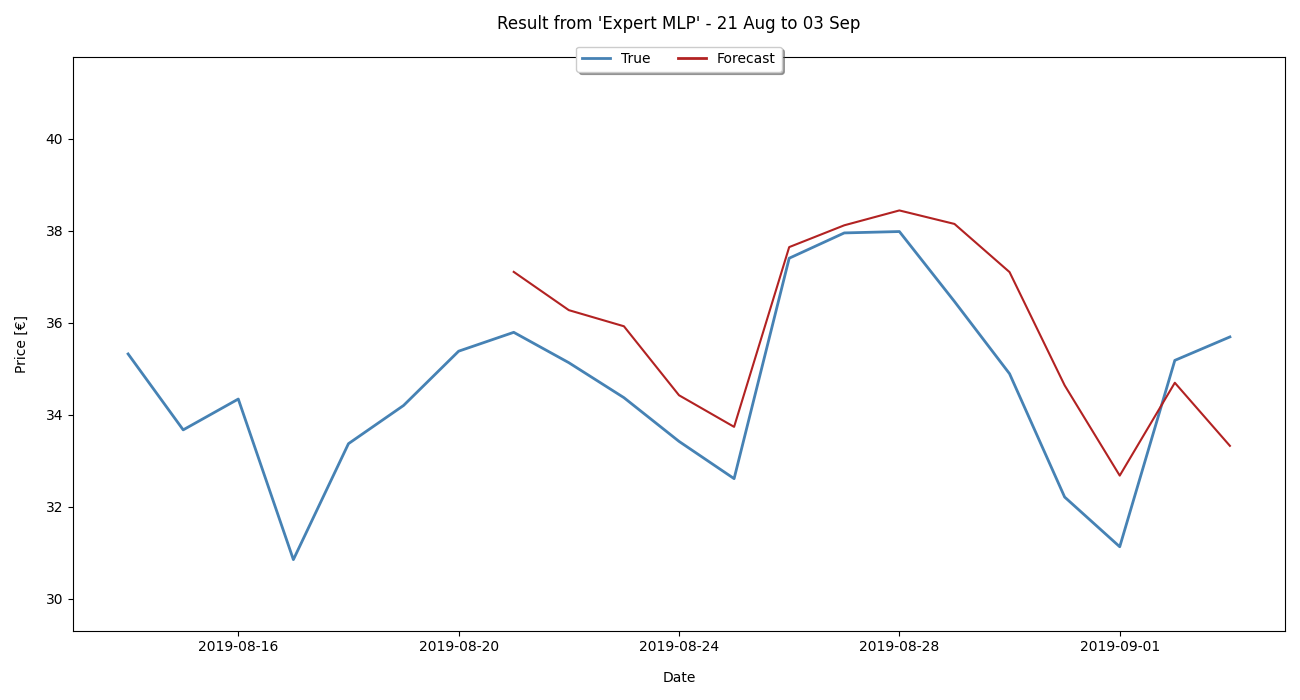 Result from 'Expert MLP' - 21 Aug to 03 Sep
True Forecast
40
38
36
34
32
30
Price [€]
2019-08-16 2019-08-20 2019-08-24 2019-08-28 2019-09-01
Date